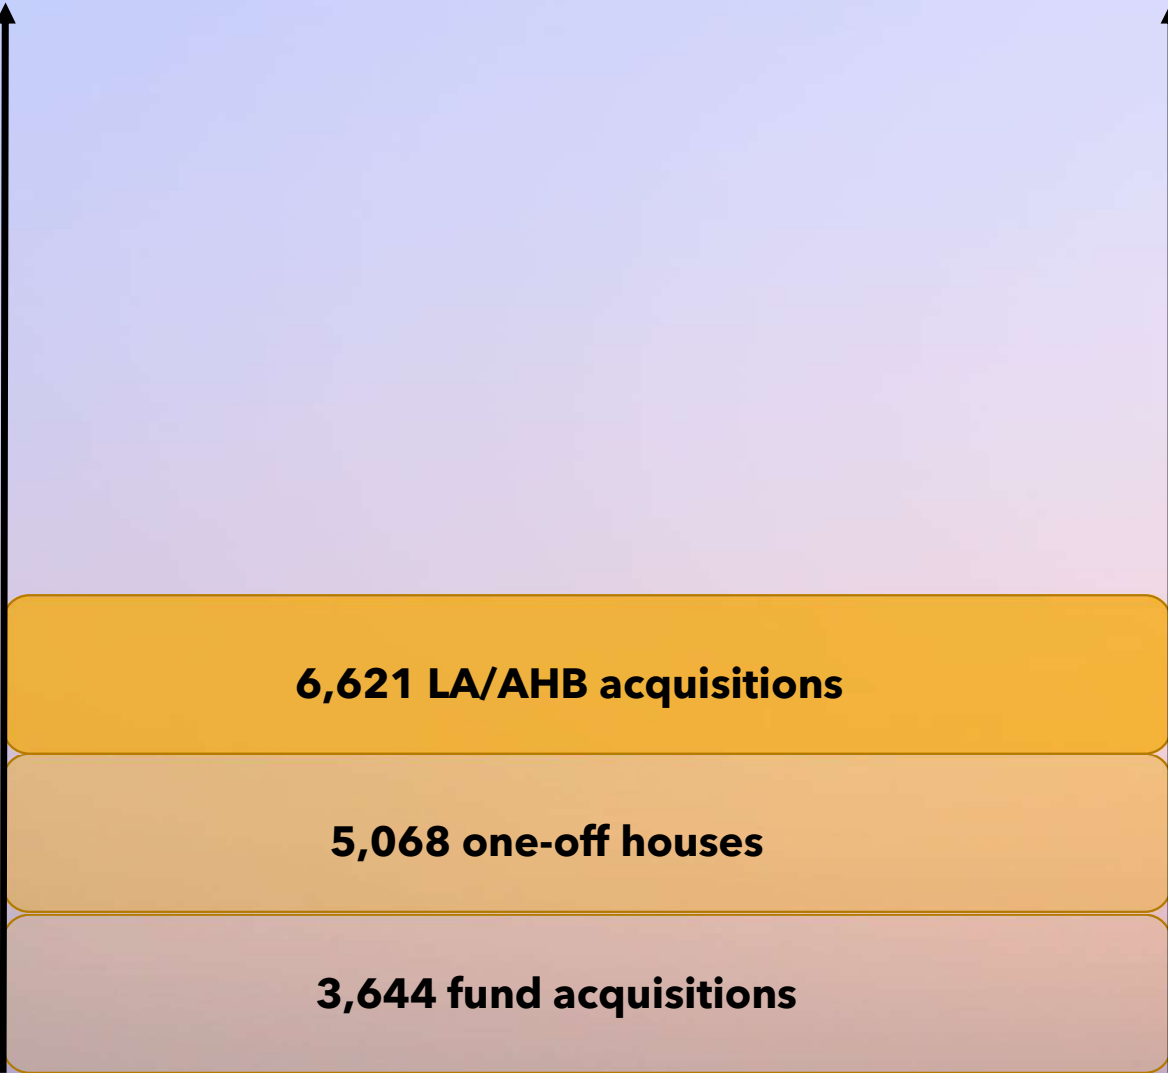 6,621 LA/AHB acquisitions
5,068 one-off houses
3,644 fund acquisitions